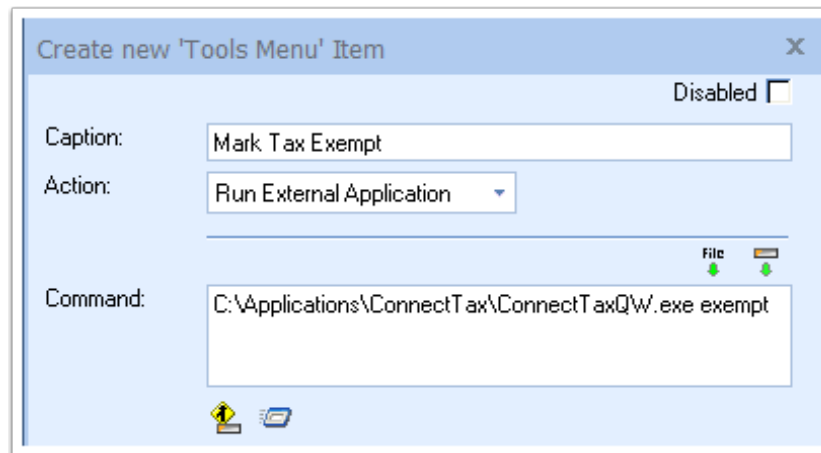 Create new 'Tools Menu' Item
Disabled
Caption:
Mark Tax Exempt
Action:
Run External Application
File
Command:
C:\Applications\ConnectTax\ConnectTaxQW.exe exempt